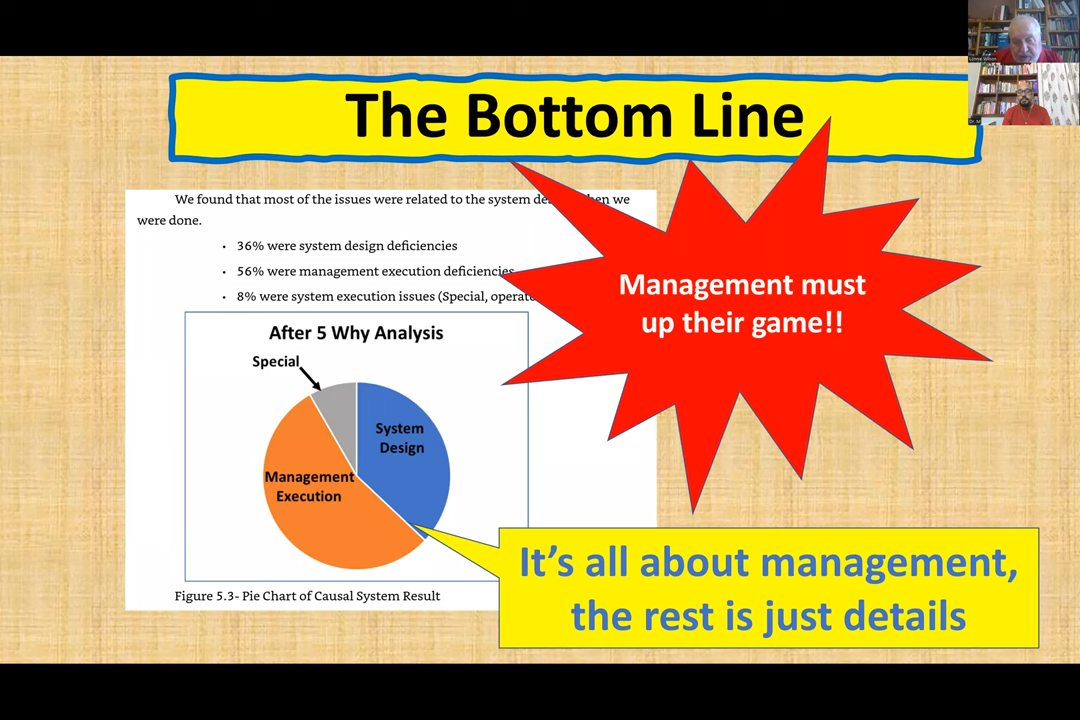 The Bottom Line
We found that most of the issues were related to the system when we
were done.
• 36% were system design deficiencies
• 56% were management execution deficiencies
• 8% were system execution issues (Special,
Management must
up their game!!
After 5 Why Analysis
Special
System
Design
Management
Execution
Figure 5.3- Pie Chart of Causal System Result
It's all about management,
the rest is just details